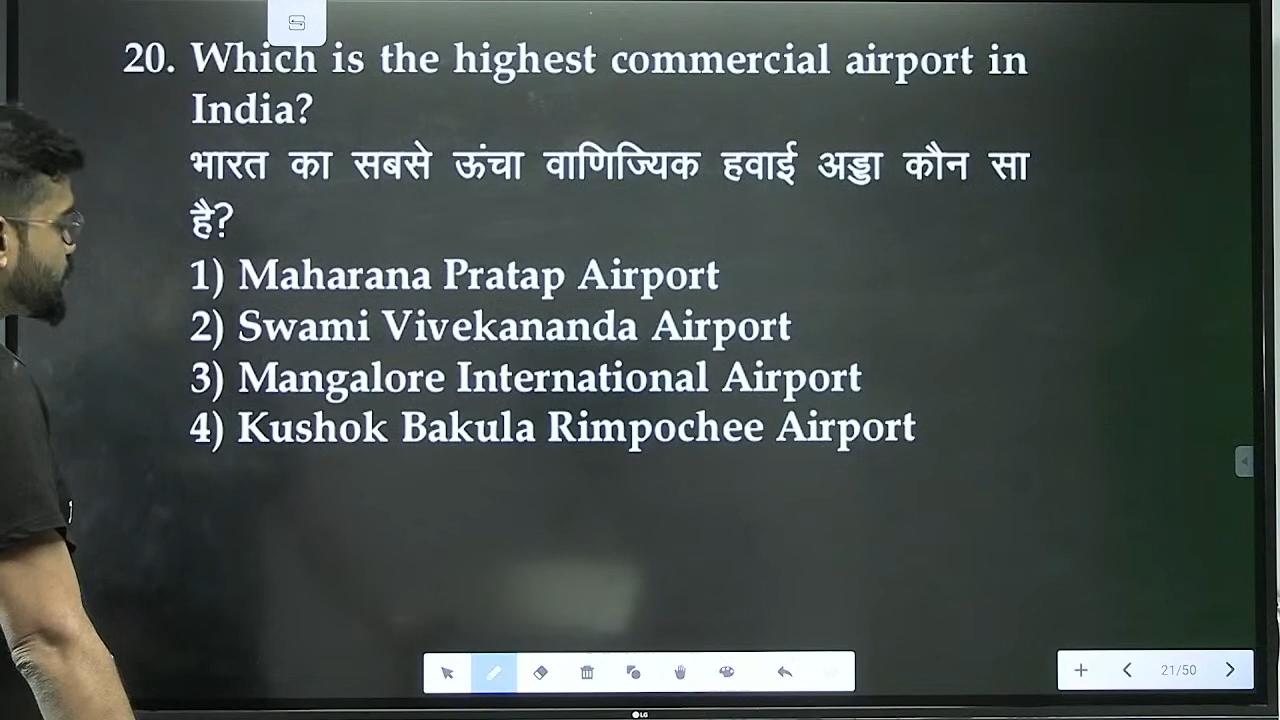 20. Which is the highest commercial airport in
India?
भारत का सबसे ऊंचा वाणिज्यिक हवाई अड्डा कौन सा
है?
1) Maharana Pratap Airport
2) Swami Vivekananda Airport
3) Mangalore International Airport
4) Kushok Bakula Rimpochee Airport
21/50
LG